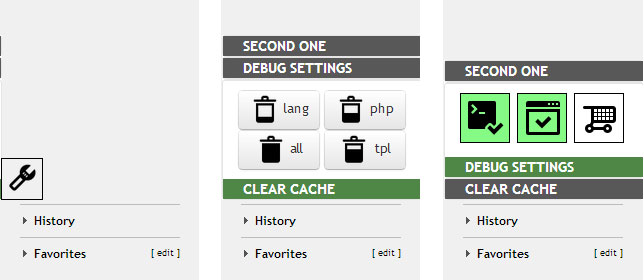 History
Favorites [ edit ]
SECOND ONE
DEBUG SETTINGS
lang php
all tpl
CLEAR CACHE
History
Favorites [ edit ]
SECOND ONE
DEBUG SETTINGS
CLEAR CACHE
History
Favorites [ edit ]